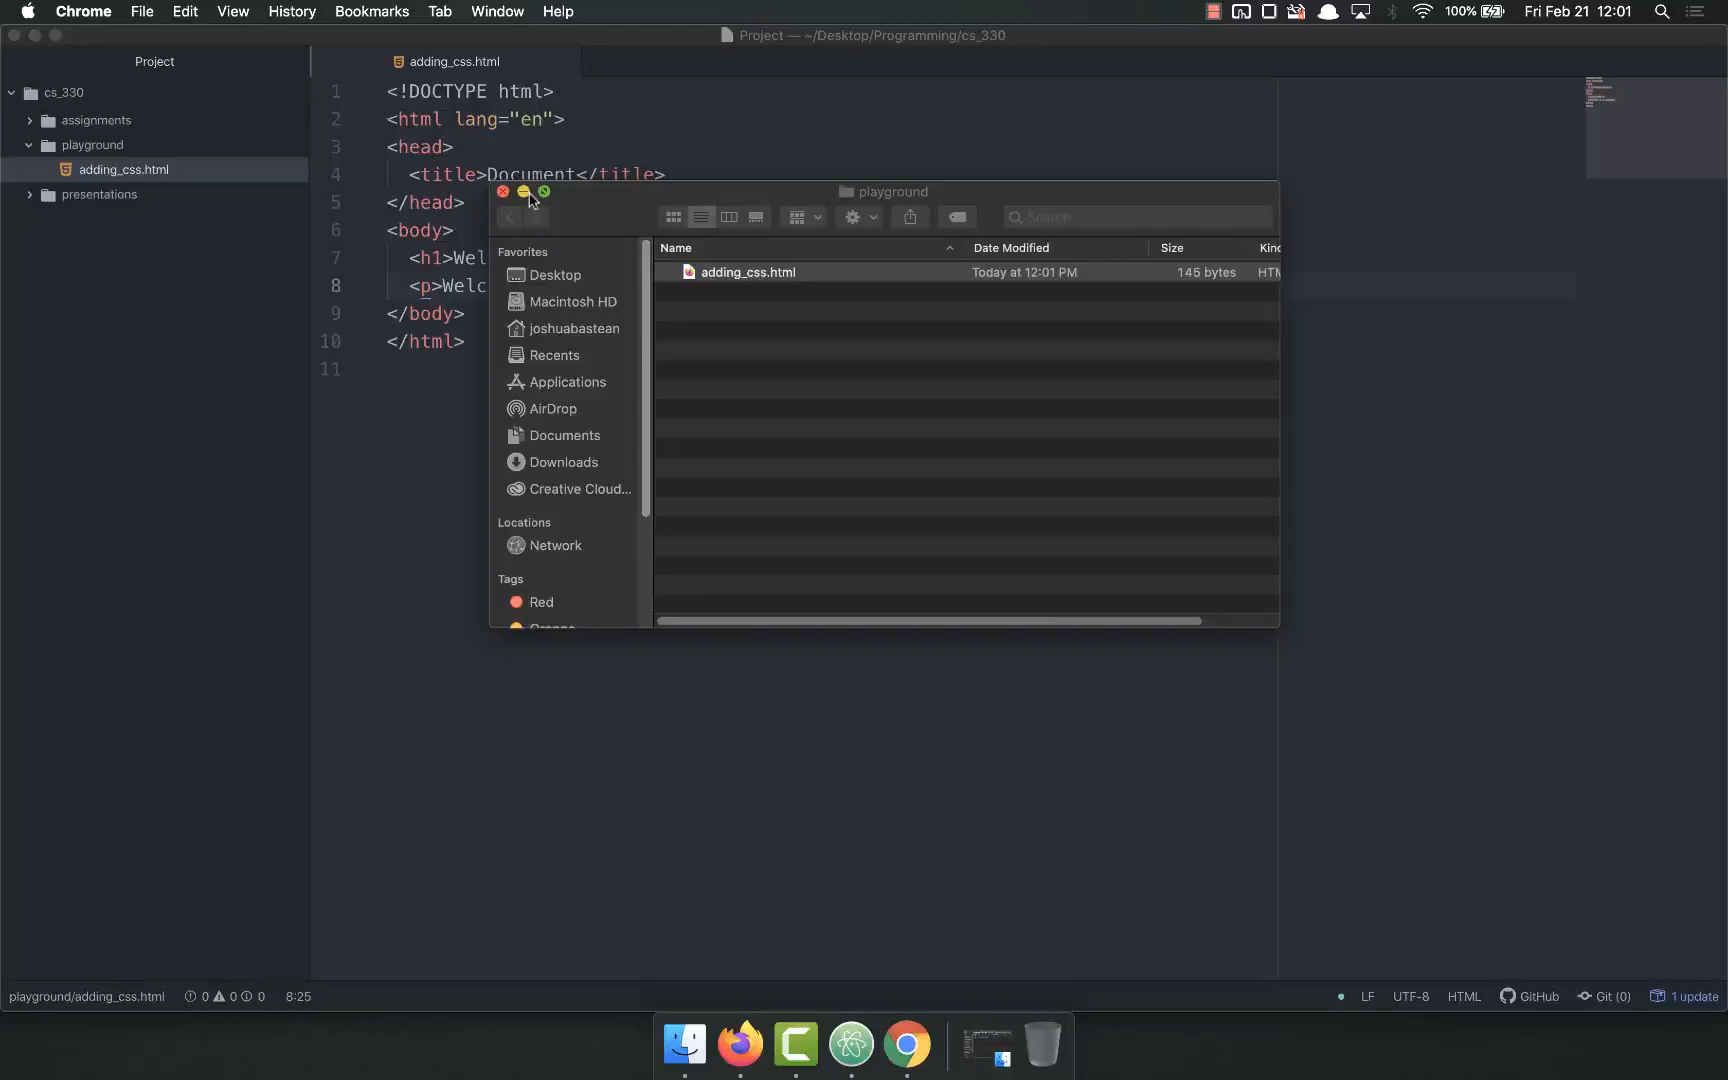 Chrome File Edit View History Bookmarks Tab Window Help 100% Fri Feb 21 12:01
Project — ~/Desktop/Programming/cs_330
Project
adding_css.html
cs_330
assignments
playground
adding_css.html
presentations
1 <!DOCTYPE html>
2 <html lang="en">
3 <head>
4 <title>Document</title>
5 </head>
6 <body>
7 <h1>Wel
8 <p>Welc
9 </body>
10 </html>
11
playground
Search
Favorites
Desktop
Macintosh HD
joshuabastean
Recents
Applications
AirDrop
Documents
Downloads
Creative Cloud...
Locations
Network
Tags
Red
Name Date Modified Size Kind
adding_css.html Today at 12:01 PM 145 bytes HTM
playground/adding_css.html 0 0 0 8:25 LF UTF-8 HTML GitHub Git (0) 1 update